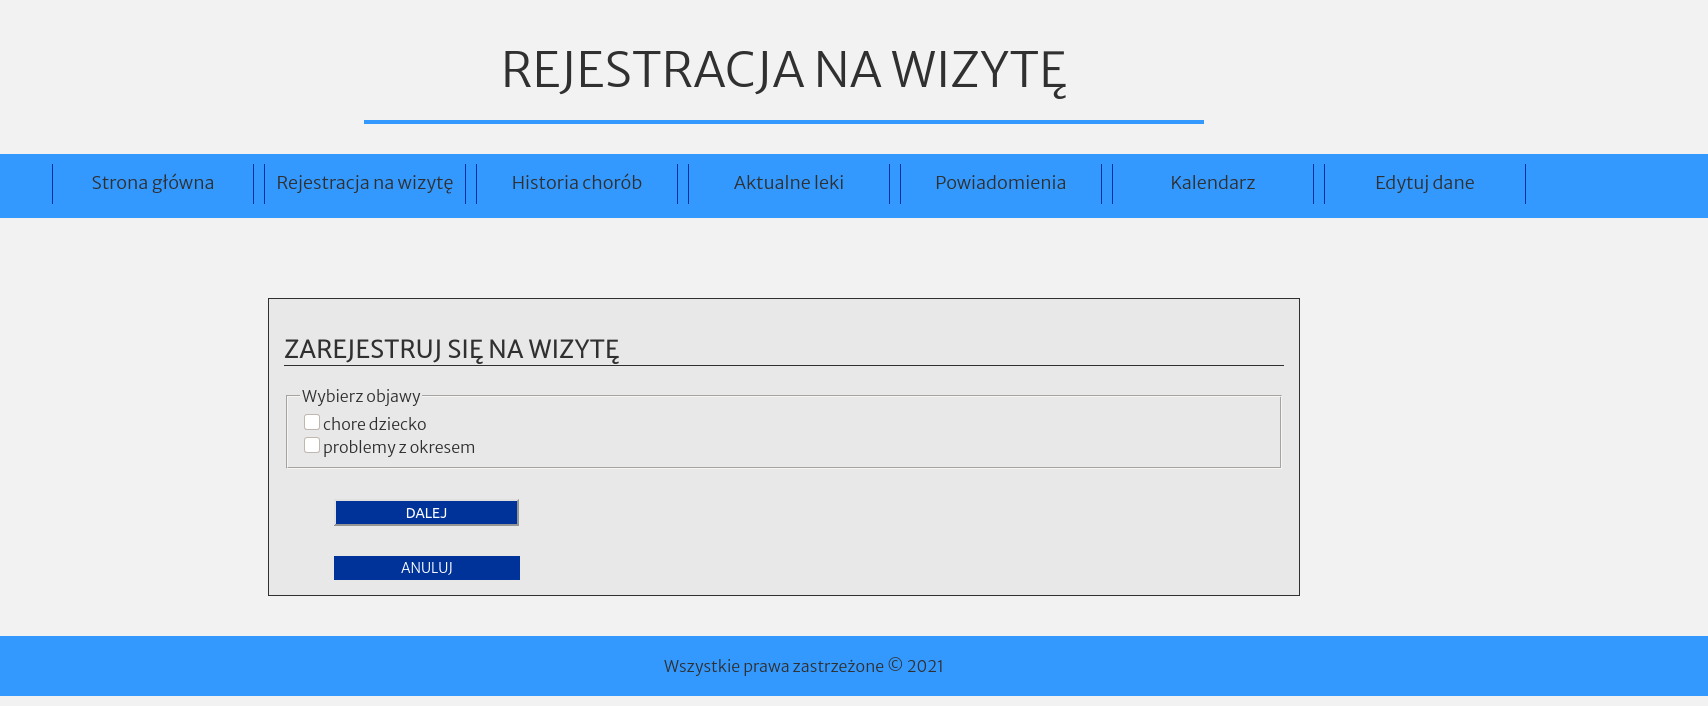 REJESTRACJA NA WIZYTĘ
Strona główna Rejestracja na wizytę Historia chorób Aktualne leki Powiadomienia Kalendarz Edytuj dane
ZAREJESTRUJ SIĘ NA WIZYTĘ
Wybierz objawy
chore dziecko
problemy z okresem
DALEJ
ANULUJ
Wszystkie prawa zastrzeżone © 2021